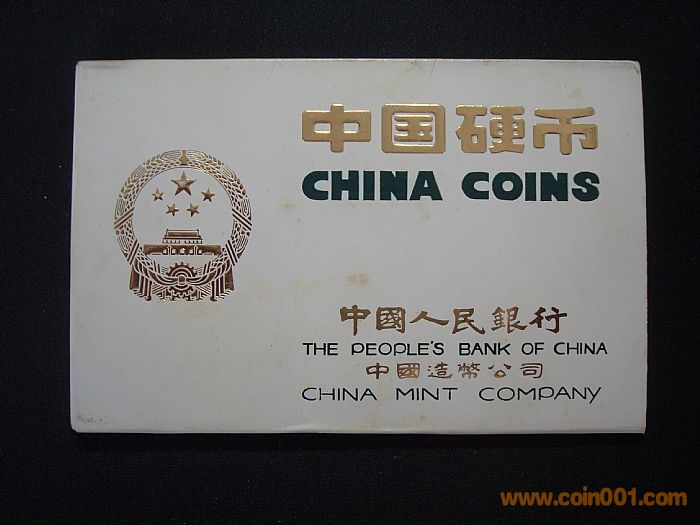 中国硬币
CHINA COINS
中國人民銀行
THE PEOPLE'S BANK OF CHINA
中國造幣公司
CHINA MINT COMPANY
www.coin001.com